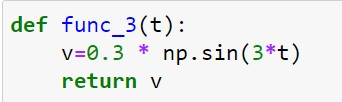 def func_3(t):
    v=0.3 * np.sin(3*t)
    return v